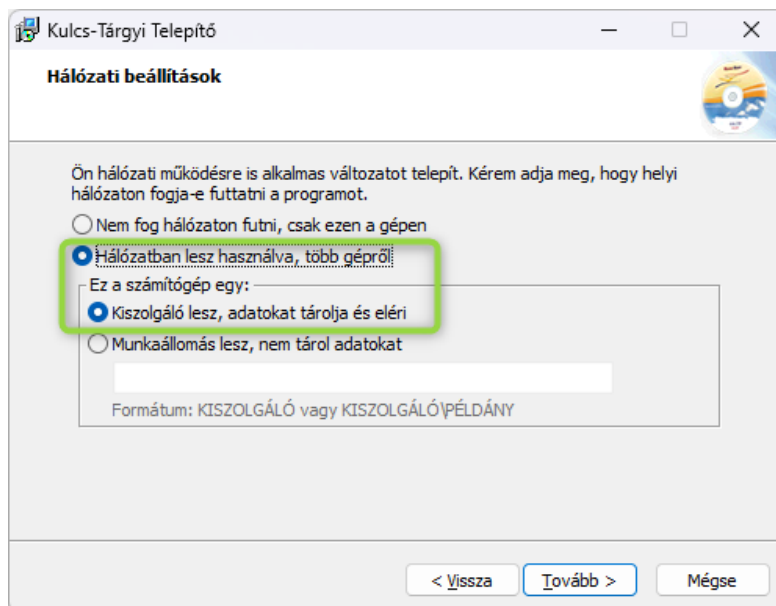 Kulcs-Tárgyi Telepítő
Hálózati beállítások
Ön hálózati működésre is alkalmas változatot telepít. Kérem adja meg, hogy helyi
hálózaton fogja-e futtatni a programot.
Nem fog hálózaton futni, csak ezen a gépen
Hálózatban lesz használva, több gépről
Ez a számítógép egy:
Kiszolgáló lesz, adatokat tárolja és eléri
Munkaállomás lesz, nem tárol adatokat
Formátum: KISZOLGÁLÓ vagy KISZOLGÁLÓ\PÉLDÁNY
< Vissza
Tovább >
Mégse